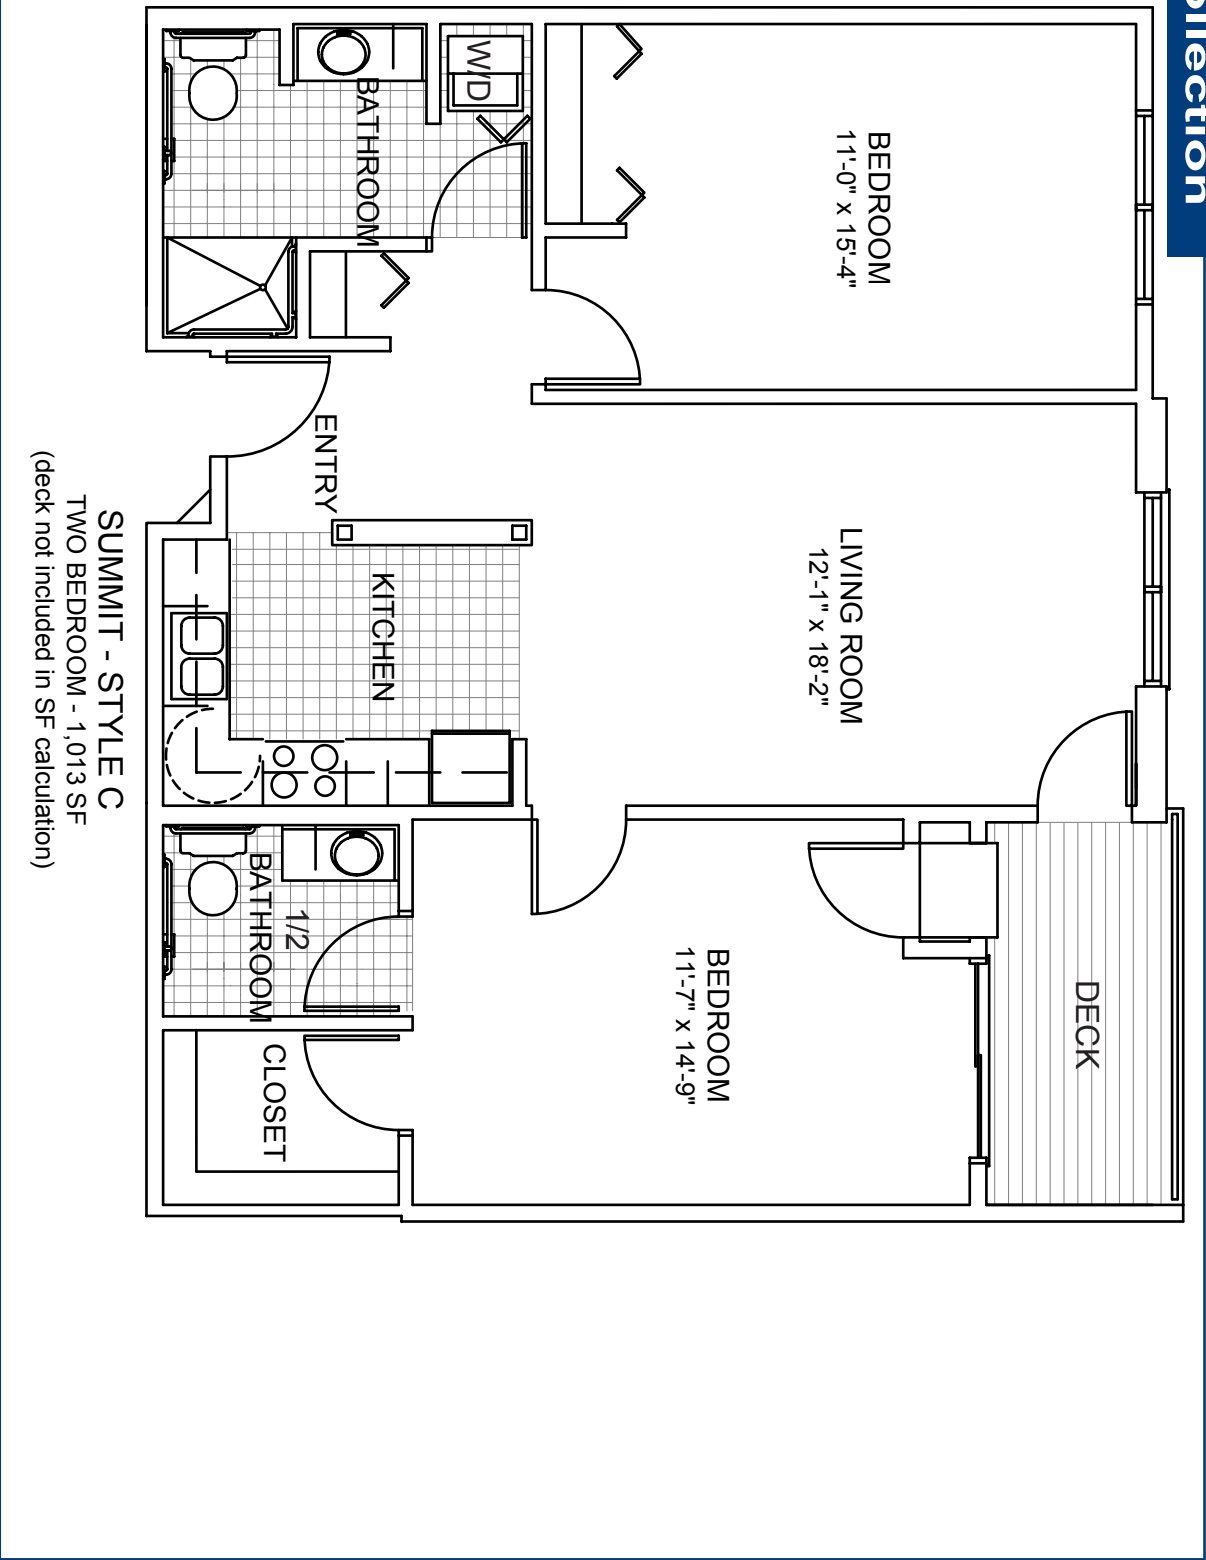 ollection
DECK
BEDROOM
11'-0" x 15'-4"
LIVING ROOM
12'-1" x 18'-2"
BEDROOM
11'-7" x 14'-9"
W/D
BATHROOM
KITCHEN
ENTRY
1/2
BATHROOM
CLOSET
SUMMIT - STYLE C
TWO BEDROOM - 1,013 SF
(deck not included in SF calculation)